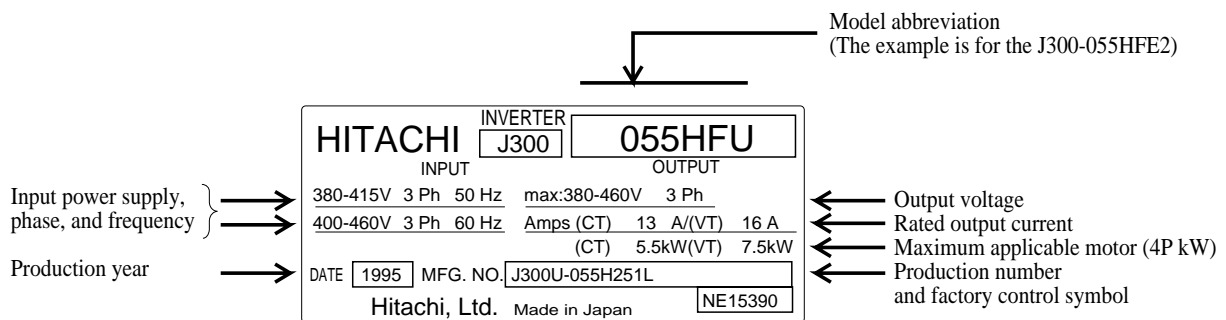 Model abbreviation
(The example is for the J300-055HFE2)
HITACHI INVERTER J300 055HFU
INPUT OUTPUT
Input power supply, phase, and frequency
380-415V 3 Ph 50 Hz max:380-460V 3 Ph
Output voltage
400-460V 3 Ph 60 Hz Amps (CT) 13 A/(VT) 16 A
Rated output current
(CT) 5.5kW(VT) 7.5kW
Maximum applicable motor (4P kW)
Production year
DATE 1995 MFG. NO. J300U-055H251L
Production number
and factory control symbol
Hitachi, Ltd. Made in Japan NE15390